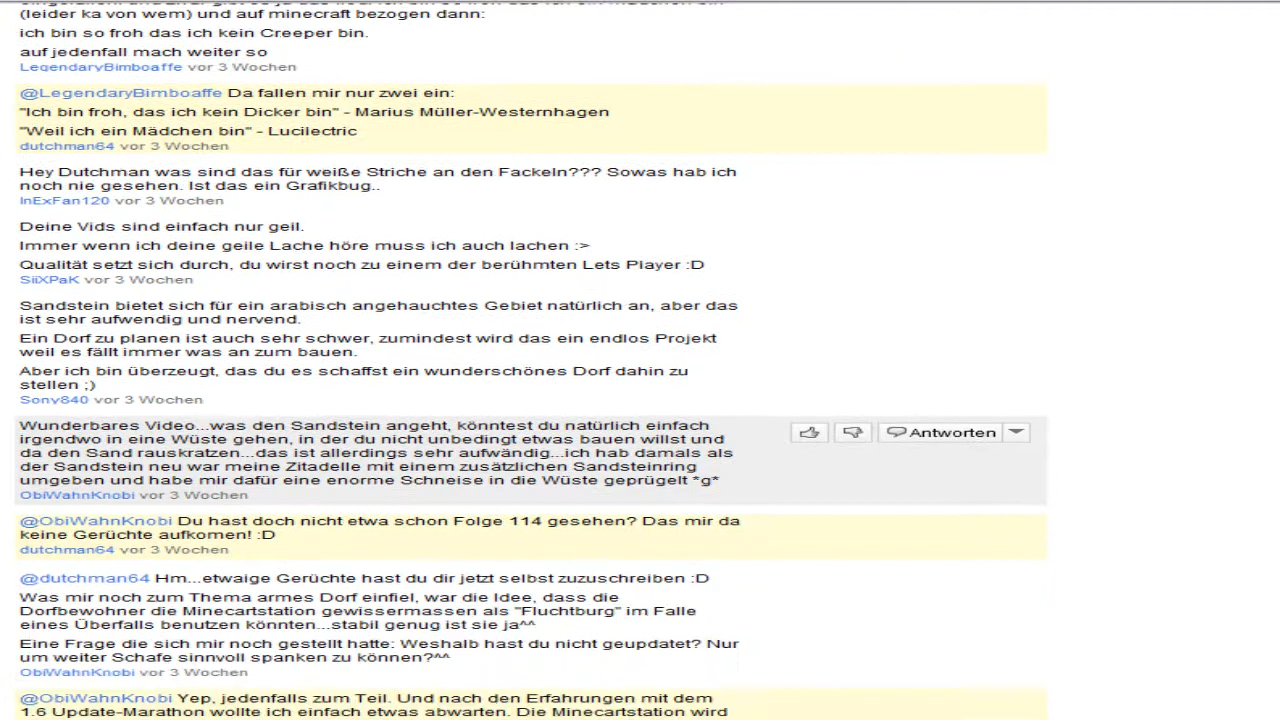 (leider ka von wem) und auf minecraft bezogen dann:
ich bin so froh das ich kein Creeper bin.
auf jedenfall mach weiter so
LegendaryBimboaffe vor 3 Wochen
@LegendaryBimboaffe Da fallen mir nur zwei ein:
"Ich bin froh, das ich kein Dicker bin" - Marius Müller-Westernhagen
"Weil ich ein Mädchen bin" - Lucilectric
dutchman64 vor 3 Wochen
Hey Dutchman was sind das für weiße Striche an den Fackeln??? Sowas hab ich
noch nie gesehen. Ist das ein Grafikbug..
InExFan120 vor 3 Wochen
Deine Vids sind einfach nur geil.
Immer wenn ich deine geile Lache höre muss ich auch lachen :>
Qualität setzt sich durch, du wirst noch zu einem der berühmten Lets Player :D
SiiXPaK vor 3 Wochen
Sandstein bietet sich für ein arabisch angehauchtes Gebiet natürlich an, aber das
ist sehr aufwendig und nervend.
Ein Dorf zu planen ist auch sehr schwer, zumindest wird das ein endlos Projekt
weil es fällt immer was an zum bauen.
Aber ich bin überzeugt, das du es schaffst ein wunderschönes Dorf dahin zu
stellen ;)
Sony840 vor 3 Wochen
Wunderbares Video...was den Sandstein angeht, könntest du natürlich einfach
irgendwo in eine Wüste gehen, in der du nicht unbedingt etwas bauen willst und
da den Sand rauskratzen...das ist allerdings sehr aufwändig...ich hab damals als
der Sandstein neu war meine Zitadelle mit einem zusätzlichen Sandsteinring
umgeben und habe mir dafür eine enorme Schneise in die Wüste geprügelt *g*
Antworten
ObiWahnKnobi vor 3 Wochen
@ObiWahnKnobi Du hast doch nicht etwa schon Folge 114 gesehen? Das mir da
keine Gerüchte aufkomen! :D
dutchman64 vor 3 Wochen
@dutchman64 Hm...etwaige Gerüchte hast du dir jetzt selbst zuzuschreiben :D
Was mir noch zum Thema armes Dorf einfiel, war die Idee, dass die
Dorfbewohner die Minecartstation gewissermassen als "Fluchtburg" im Falle
eines Überfalls benutzen könnten...stabil genug ist sie ja^^
Eine Frage die sich mir noch gestellt hatte: Weshalb hast du nicht geupdatet? Nur
um weiter Schafe sinnvoll spanken zu können?^^
ObiWahnKnobi vor 3 Wochen
@ObiWahnKnobi Yep, jedenfalls zum Teil. Und nach den Erfahrungen mit dem
1.6 Update-Marathon wollte ich einfach etwas abwarten. Die Minecartstation wird